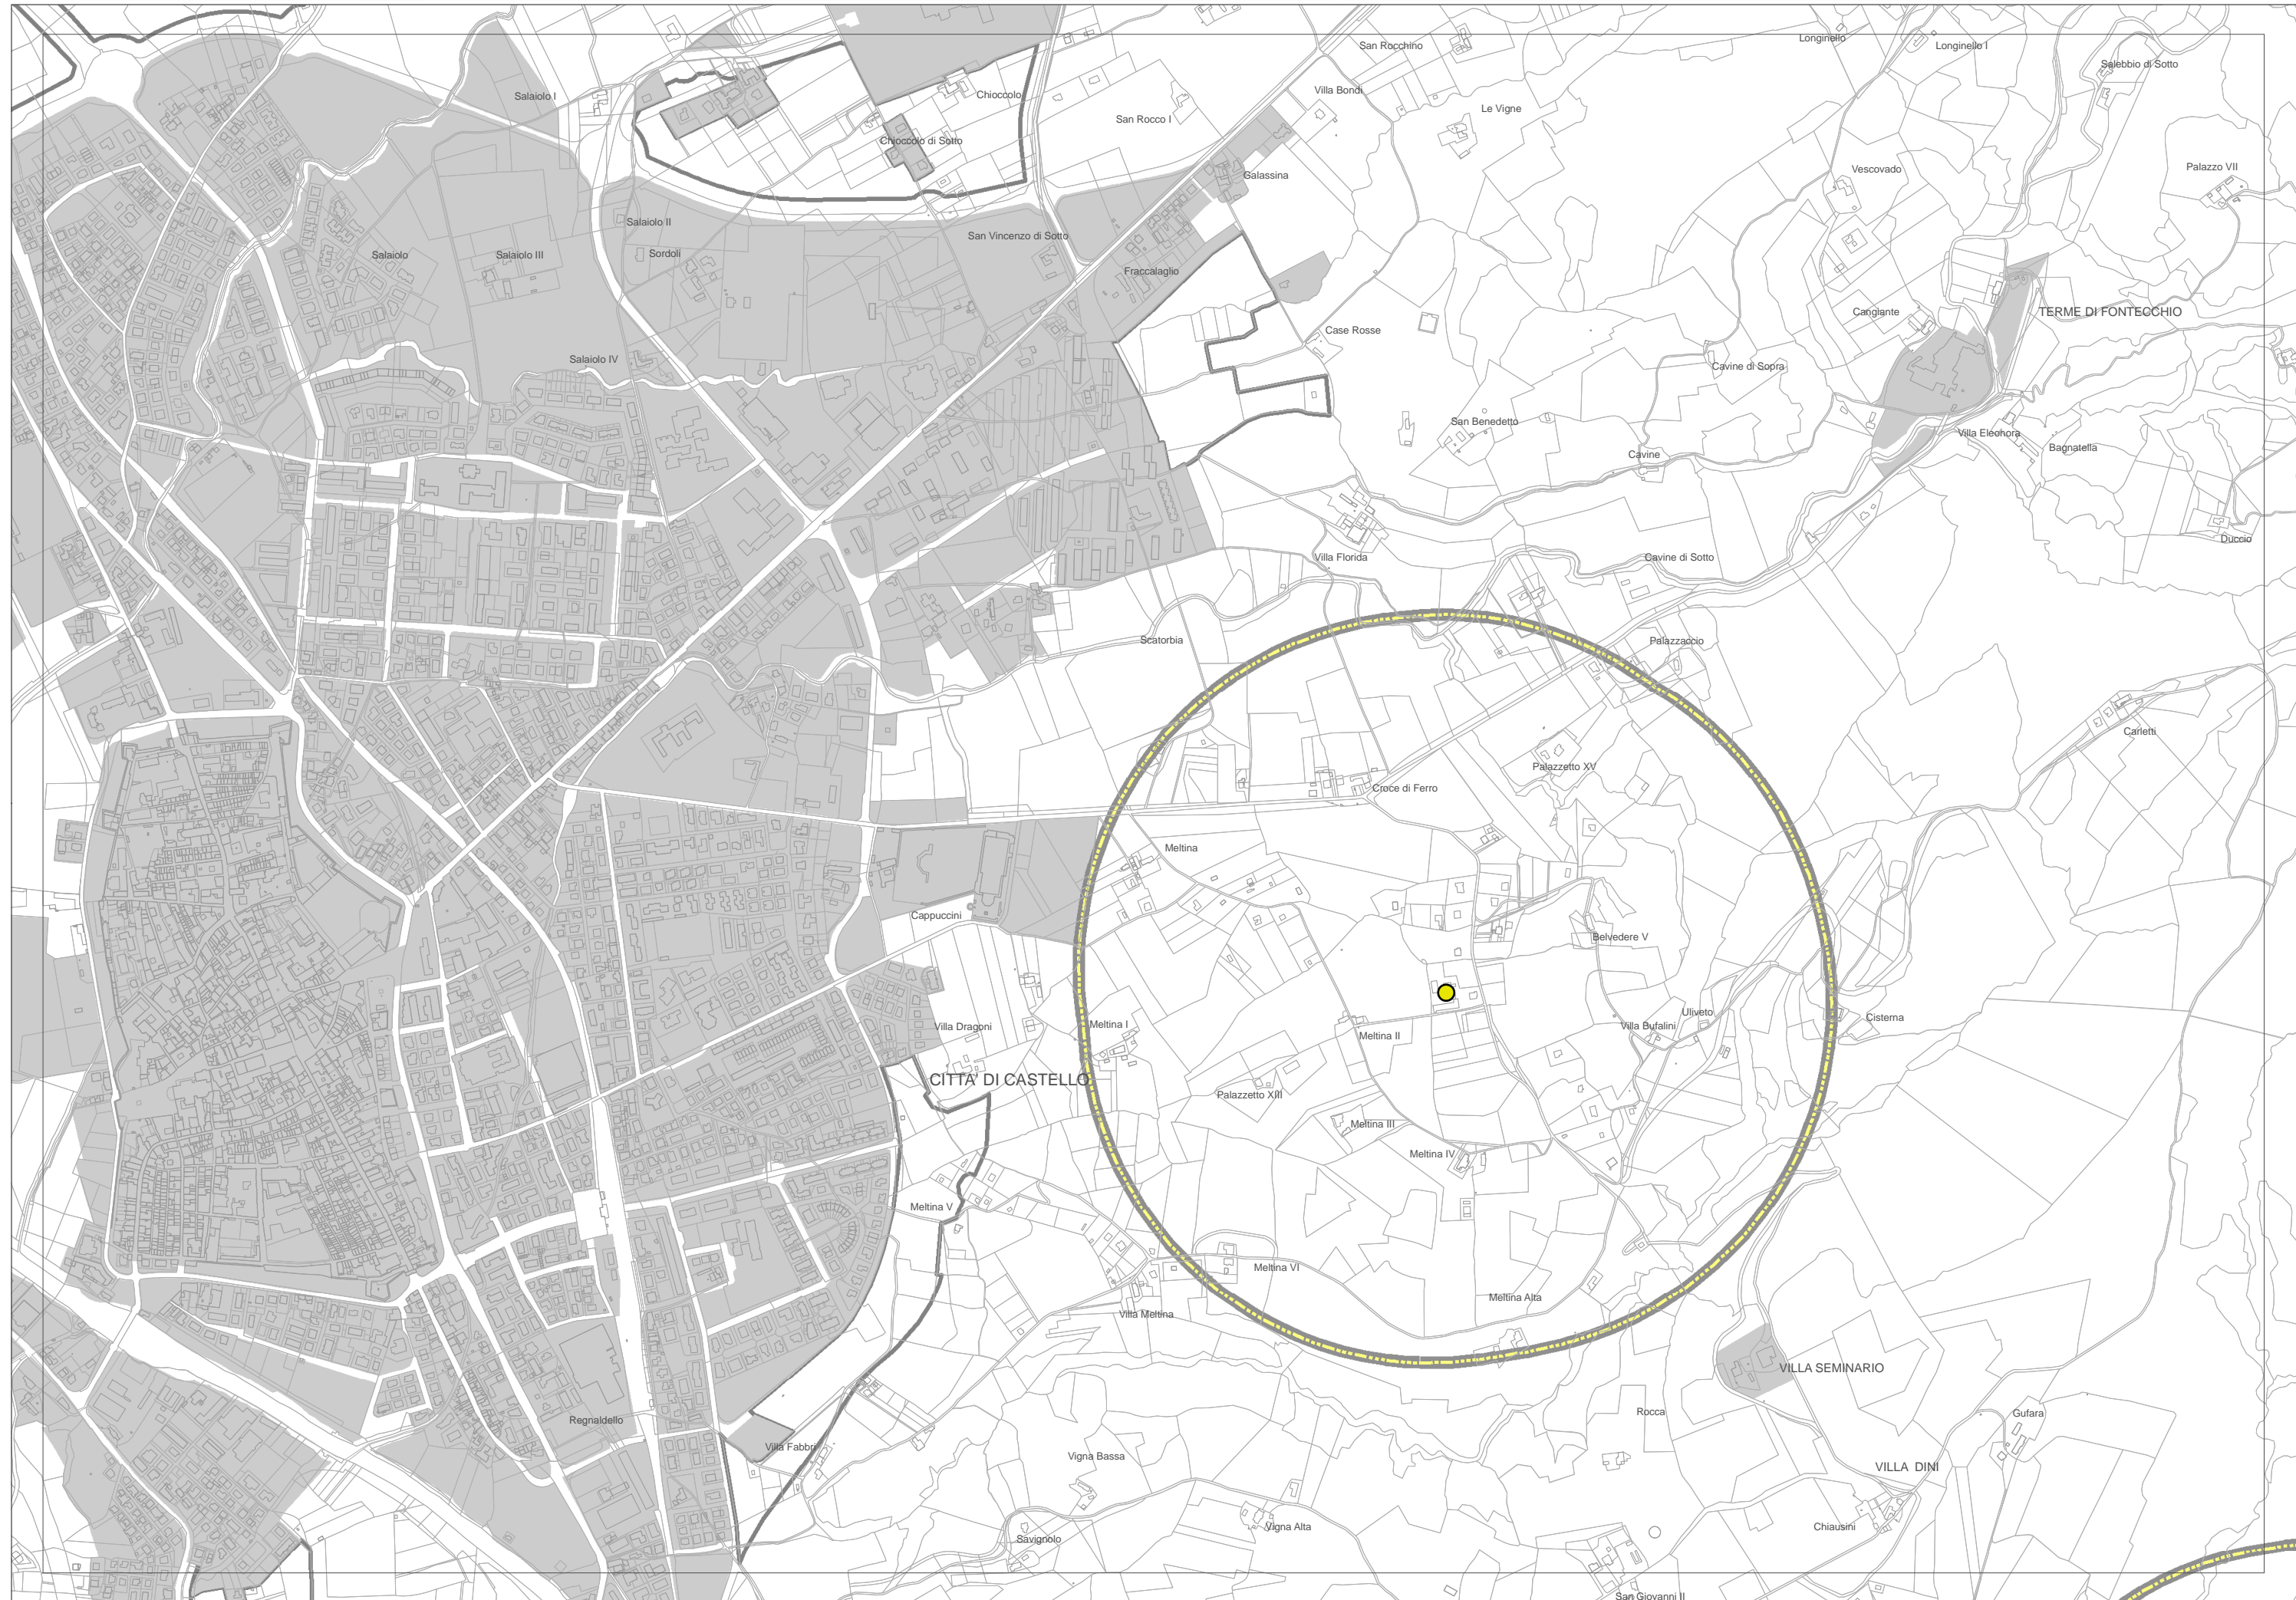 San Rocchino
Longinello
Longinello I
Salebbio di Sotto
Villa Bondi
Salaiolo I
Chioccolo
Le Vigne
San Rocco I
Chioccolo di Sotto
Galassina
Vescovado
Palazzo VII
Salaiolo II
San Vincenzo di Sotto
Salaiolo
Salaiolo III
Sordoli
Fraccalaglio
Cangiante
TERME DI FONTECCHIO
Case Rosse
Salaiolo IV
Cavine di Sopra
San Benedetto
Villa Eleonora
Bagnatella
Cavine
Duccio
Villa Florida
Cavine di Sotto
Scatorbia
Palazzaccio
Carletti
Palazzetto XV
Croce di Ferro
Meltina
Cappuccini
Belvedere V
Uliveto
Cisterna
Villa Dragoni
Meltina I
Villa Bufalini
Meltina II
CITTA' DI CASTELLO
Palazzetto XIII
Meltina III
Meltina IV
Meltina V
Meltina VI
Meltina Alta
Villa Meltina
VILLA SEMINARIO
Rocca
Gufara
Regnaldello
Villa Fabbri
Vigna Bassa
VILLA DINI
Vigna Alta
Chiausini
Savignolo
San Giovanni II